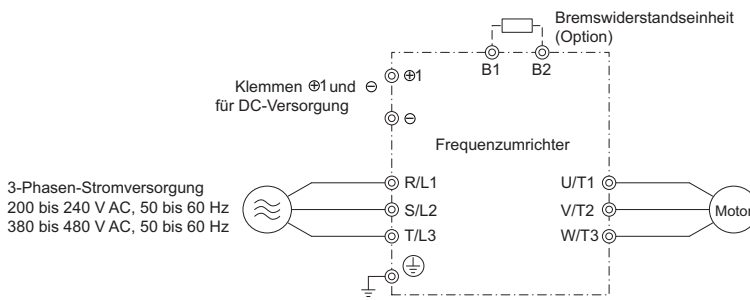 Bremswiderstandseinheit
(Option)
B1 B2
⊕1
Klemmen ⊕1 und ⊖
für DC-Versorgung
⊖
Frequenzumrichter
3-Phasen-Stromversorgung
200 bis 240 V AC, 50 bis 60 Hz
380 bis 480 V AC, 50 bis 60 Hz
R/L1
S/L2
T/L3
U/T1
V/T2
W/T3
Motor